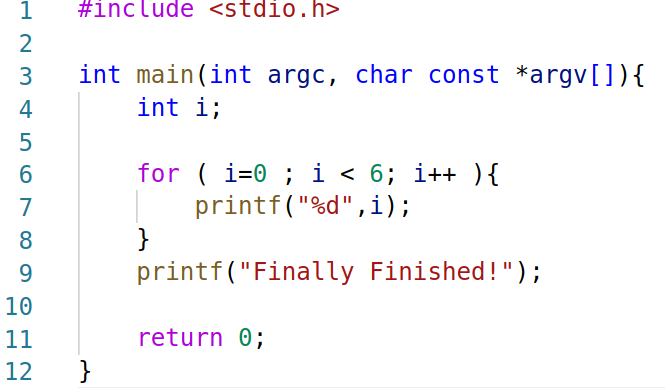 1 #include <stdio.h>
2
3 int main(int argc, char const *argv[]){
4     int i;
5
6     for ( i=0 ; i < 6; i++ ){
7         printf("%d",i);
8     }
9     printf("Finally Finished!");
10
11     return 0;
12 }